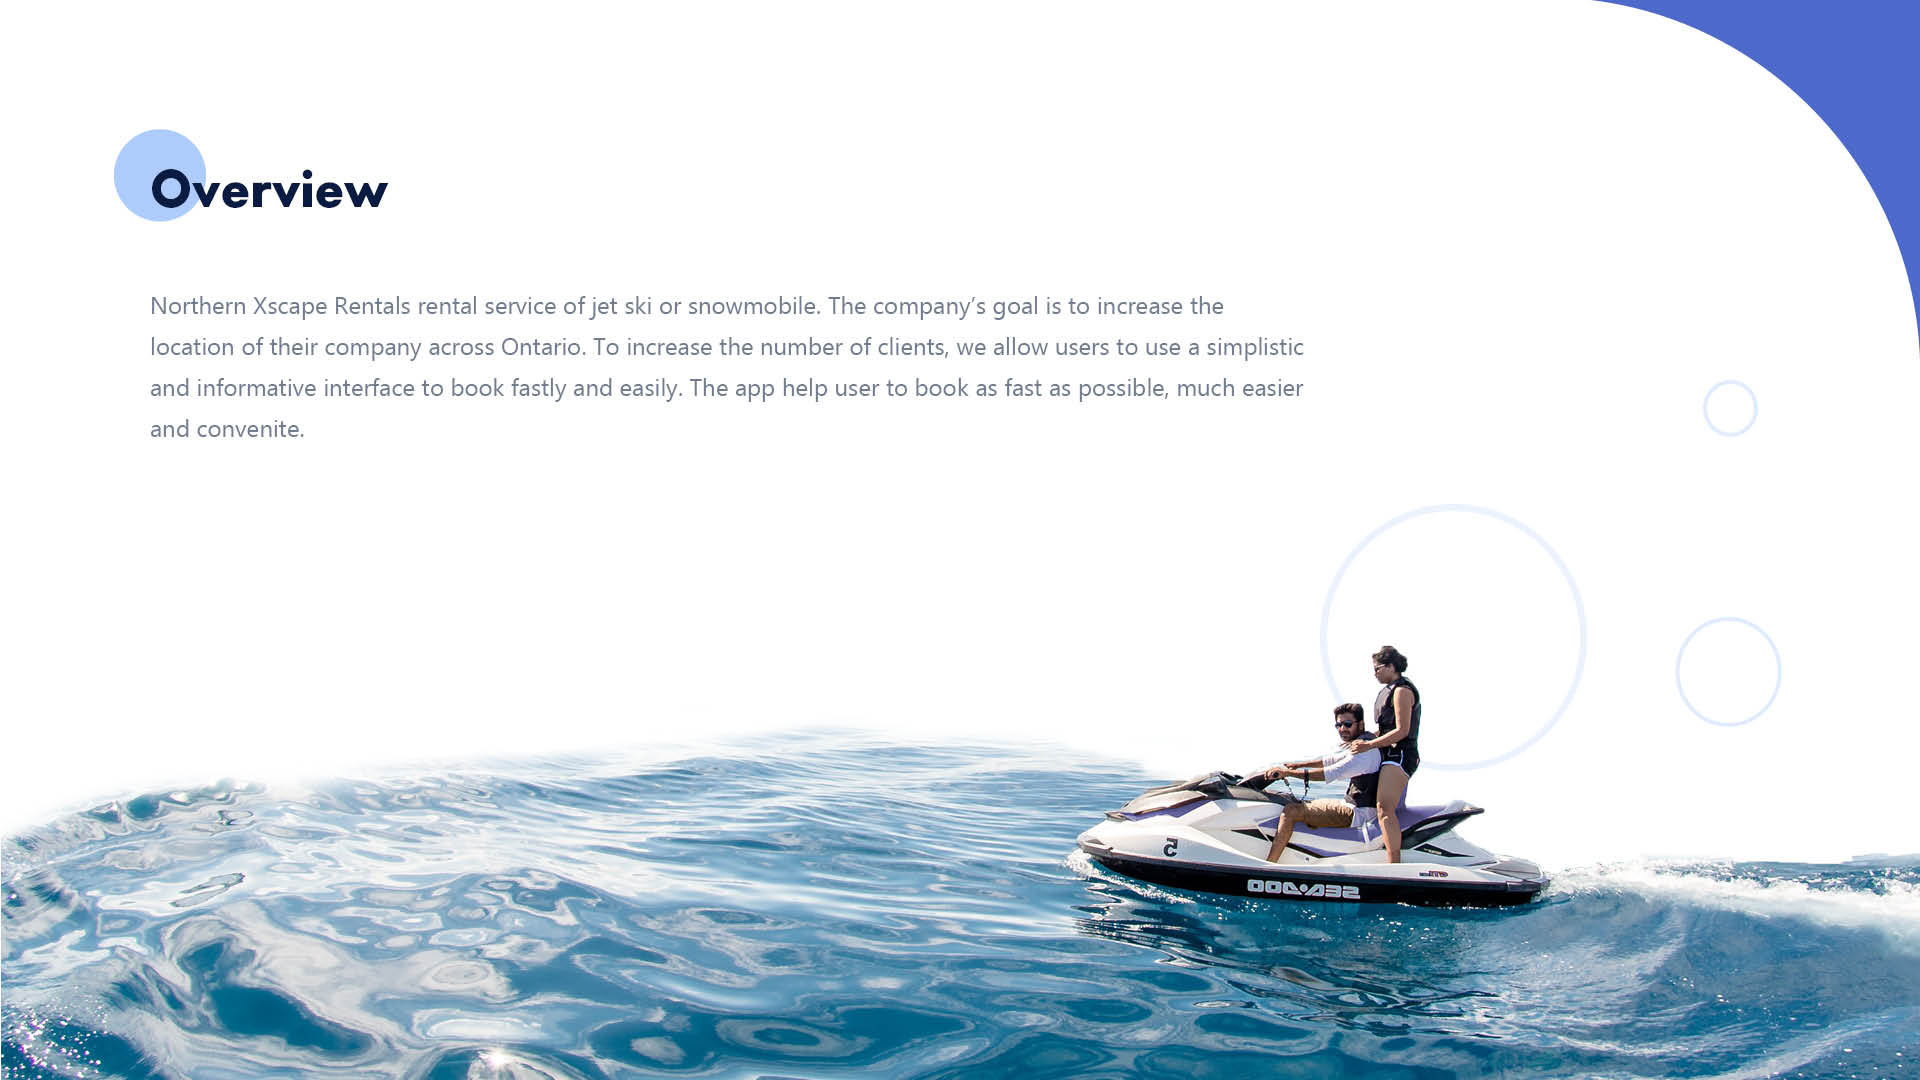 Overview
Northern Xscape Rentals rental service of jet ski or snowmobile. The company’s goal is to increase the
location of their company across Ontario. To increase the number of clients, we allow users to use a simplistic
and informative interface to book fastly and easily. The app help user to book as fast as possible, much easier
and convenite.
5